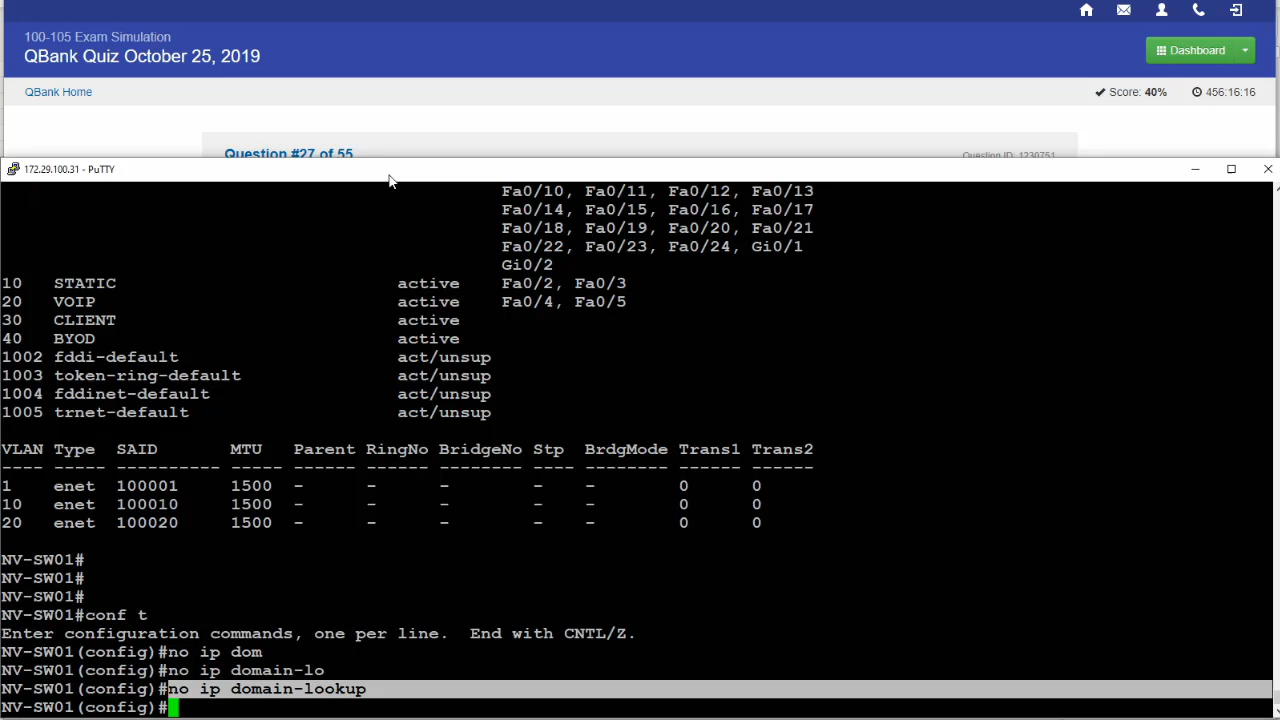 100-105 Exam Simulation
QBank Quiz October 25, 2019
Dashboard
QBank Home
Score: 40%
456:16:16
Question #27 of 55
Question ID: 1230751
172.29.100.31 - PuTTY
Fa0/10, Fa0/11, Fa0/12, Fa0/13
Fa0/14, Fa0/15, Fa0/16, Fa0/17
Fa0/18, Fa0/19, Fa0/20, Fa0/21
Fa0/22, Fa0/23, Fa0/24, Gi0/1
Gi0/2
10 STATIC active Fa0/2, Fa0/3
20 VOIP active Fa0/4, Fa0/5
30 CLIENT active
40 BYOD active
1002 fddi-default act/unsup
1003 token-ring-default act/unsup
1004 fddinet-default act/unsup
1005 trnet-default act/unsup
VLAN Type SAID MTU Parent RingNo BridgeNo Stp BrdgMode Trans1 Trans2
---- ----- ---------- ----- ------ ------ -------- ---- -------- ------ ------
1 enet 100001 1500 - - - - - 0 0
10 enet 100010 1500 - - - - - 0 0
20 enet 100020 1500 - - - - - 0 0
NV-SW01#
NV-SW01#
NV-SW01#
NV-SW01#conf t
Enter configuration commands, one per line. End with CNTL/Z.
NV-SW01(config)#no ip dom
NV-SW01(config)#no ip domain-lo
NV-SW01(config)#no ip domain-lookup
NV-SW01(config)#